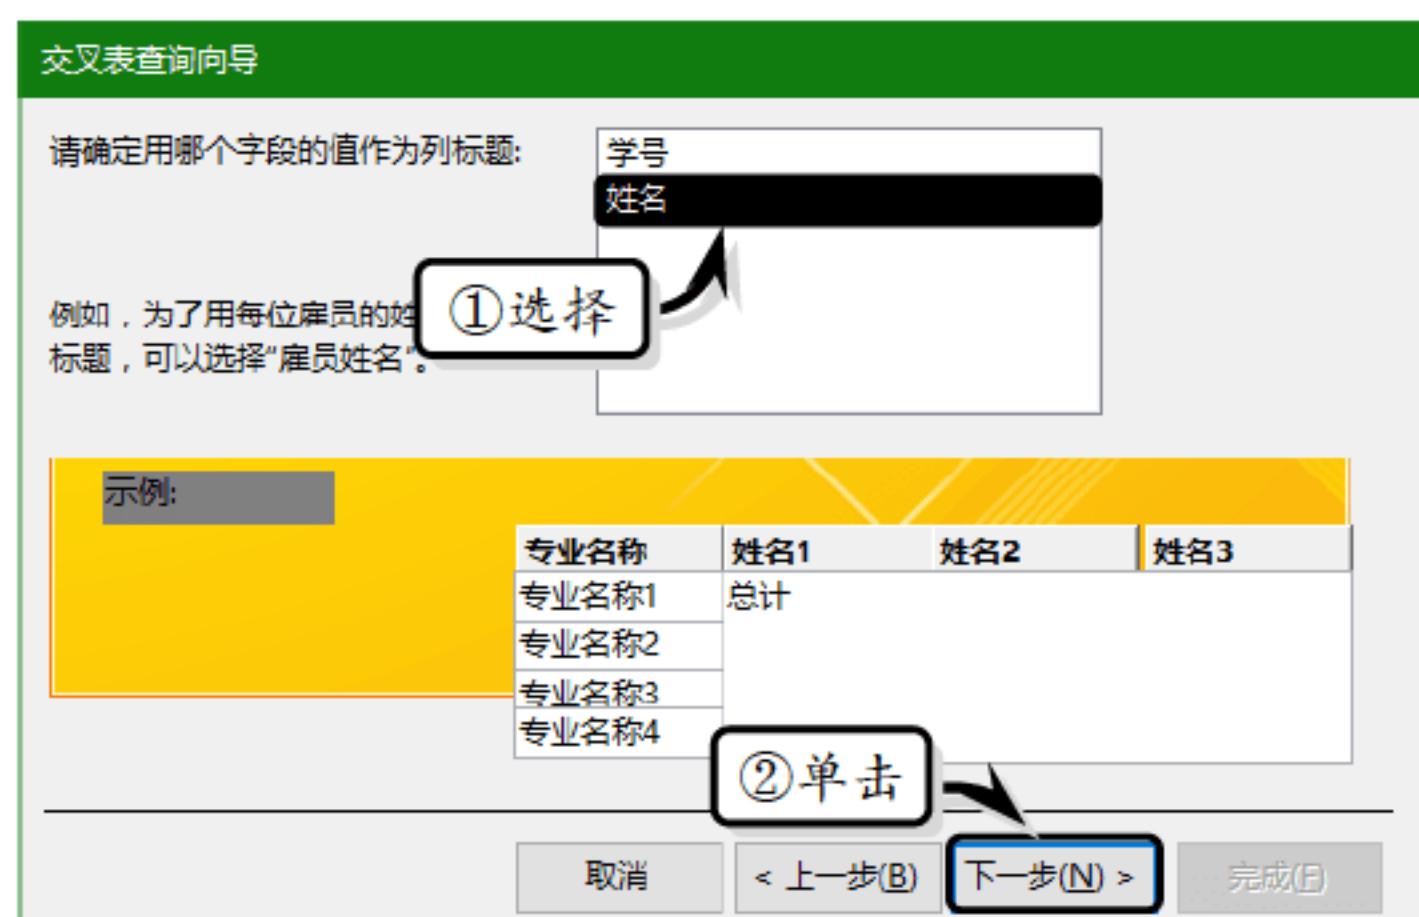 交叉表查询向导
请确定用哪个字段的值作为列标题:
学号
姓名
①选择
例如，为了用每位雇员的姓
标题，可以选择“雇员姓名”。
示例:
专业名称 姓名1 姓名2 姓名3
专业名称1 总计
专业名称2
专业名称3
专业名称4
②单击
取消 < 上一步(B) 下一步(N) > 完成(F)